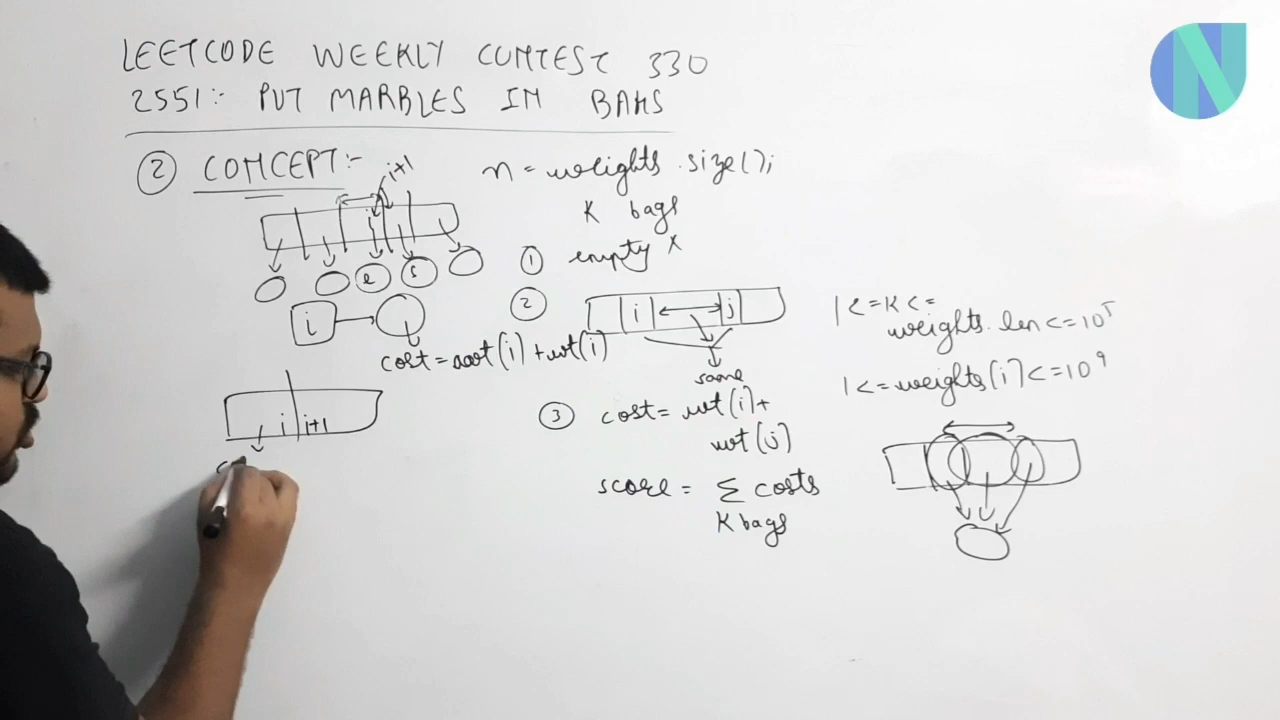 LEETCODE WEEKLY CONTEST 330
2551:- PUT MARBLES IN BAGS
② CONCEPT:-
n = weights.size();
K bags
① empty X
i i+1
e s
②
i j
same
i
cost = wt(i) + wt(i)
1 <= K <=
weights.len <= 10^5
1 <= weights(i) <= 10^9
i i+1
③ cost = wt(i) +
wt(j)
score = Σ costs
K bags
N